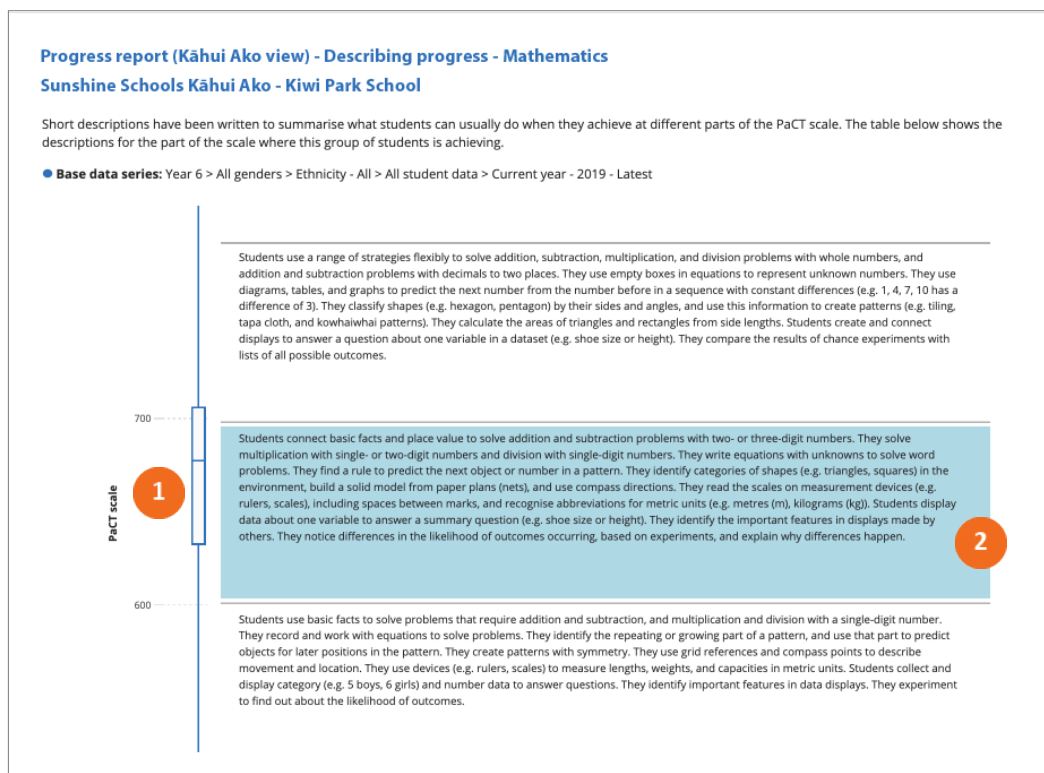 Progress report (Kāhui Ako view) - Describing progress - Mathematics
Sunshine Schools Kāhui Ako - Kiwi Park School
Short descriptions have been written to summarise what students can usually do when they achieve at different parts of the PaCT scale. The table below shows the
descriptions for the part of the scale where this group of students is achieving.
Base data series: Year 6 > All genders > Ethnicity - All > All student data > Current year - 2019 - Latest
Students use a range of strategies flexibly to solve addition, subtraction, multiplication, and division problems with whole numbers, and
addition and subtraction problems with decimals to two places. They use empty boxes in equations to represent unknown numbers. They use
diagrams, tables, and graphs to predict the next number from the number before in a sequence with constant differences (e.g. 1, 4, 7, 10 has a
difference of 3). They classify shapes (e.g. hexagon, pentagon) by their sides and angles, and use this information to create patterns (e.g. tiling,
tapa cloth, and kowhaiwhai patterns). They calculate the areas of triangles and rectangles from side lengths. Students create and connect
displays to answer a question about one variable in a dataset (e.g. shoe size or height). They compare the results of chance experiments with
lists of all possible outcomes.
700
Students connect basic facts and place value to solve addition and subtraction problems with two- or three-digit numbers. They solve
multiplication with single- or two-digit numbers and division with single-digit numbers. They write equations with unknowns to solve word
problems. They find a rule to predict the next object or number in a pattern. They identify categories of shapes (e.g. triangles, squares) in the
environment, build a solid model from paper plans (nets), and use compass directions. They read the scales on measurement devices (e.g.
rulers, scales), including spaces between marks, and recognise abbreviations for metric units (e.g. metres (m), kilograms (kg)). Students display
data about one variable to answer a summary question (e.g. shoe size or height). They identify the important features in displays made by
others. They notice differences in the likelihood of outcomes occurring, based on experiments, and explain why differences happen.
1
PaCT scale
2
600
Students use basic facts to solve problems that require addition and subtraction, and multiplication and division with a single-digit number.
They record and work with equations to solve problems. They identify the repeating or growing part of a pattern, and use that part to predict
objects for later positions in the pattern. They create patterns with symmetry. They use grid references and compass points to describe
movement and location. They use devices (e.g. rulers, scales) to measure lengths, weights, and capacities in metric units. Students collect and
display category (e.g. 5 boys, 6 girls) and number data to answer questions. They identify important features in data displays. They experiment
to find out about the likelihood of outcomes.